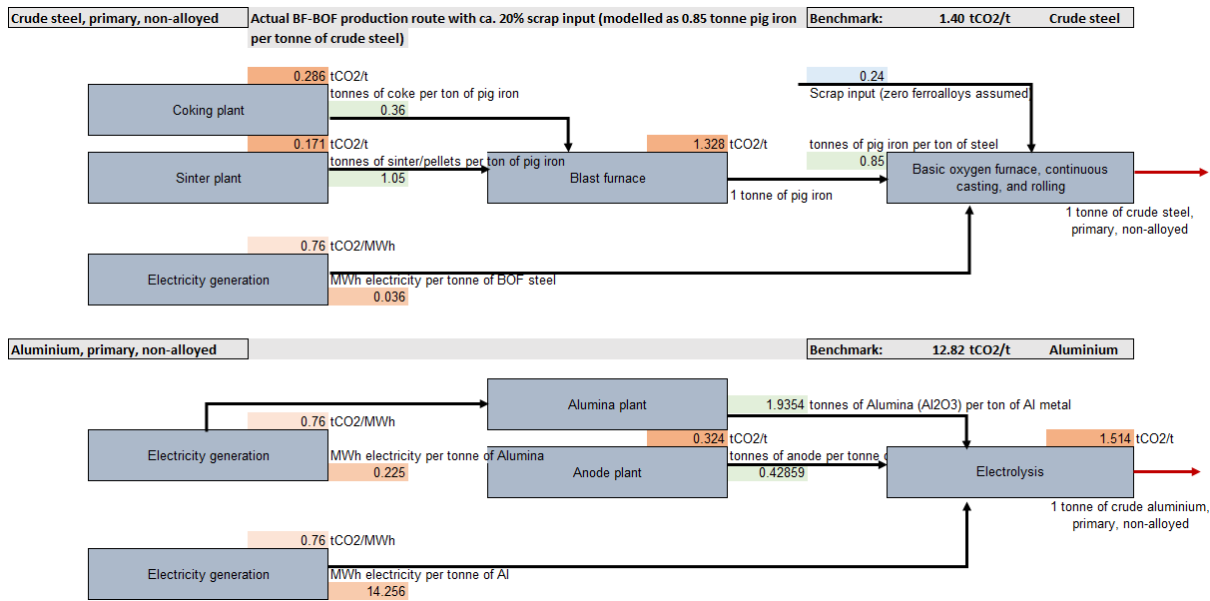 Crude steel, primary, non-alloyed
Actual BF-BOF production route with ca. 20% scrap input (modelled as 0.85 tonne pig iron
per tonne of crude steel)
Benchmark: 1.40 tCO2/t Crude steel
0.286 tCO2/t
Coking plant
tonnes of coke per ton of pig iron
0.36
0.24
Scrap input (zero ferroalloys assumed
0.171 tCO2/t
Sinter plant
tonnes of sinter/pellets per ton of pig iron
1.05
1.328 tCO2/t
Blast furnace
1 tonne of pig iron
tonnes of pig iron per ton of steel
0.85
Basic oxygen furnace, continuous
casting, and rolling
1 tonne of crude steel,
primary, non-alloyed
0.76 tCO2/MWh
Electricity generation
MWh electricity per tonne of BOF steel
0.036
Aluminium, primary, non-alloyed
Benchmark: 12.82 tCO2/t Aluminium
Alumina plant
1.9354 tonnes of Alumina (Al2O3) per ton of Al metal
0.76 tCO2/MWh
Electricity generation
MWh electricity per tonne of Alumina
0.225
0.324 tCO2/t
Anode plant
tonnes of anode per tonne
0.42859
1.514 tCO2/t
Electrolysis
1 tonne of crude aluminium,
primary, non-alloyed
0.76 tCO2/MWh
Electricity generation
MWh electricity per tonne of Al
14.256